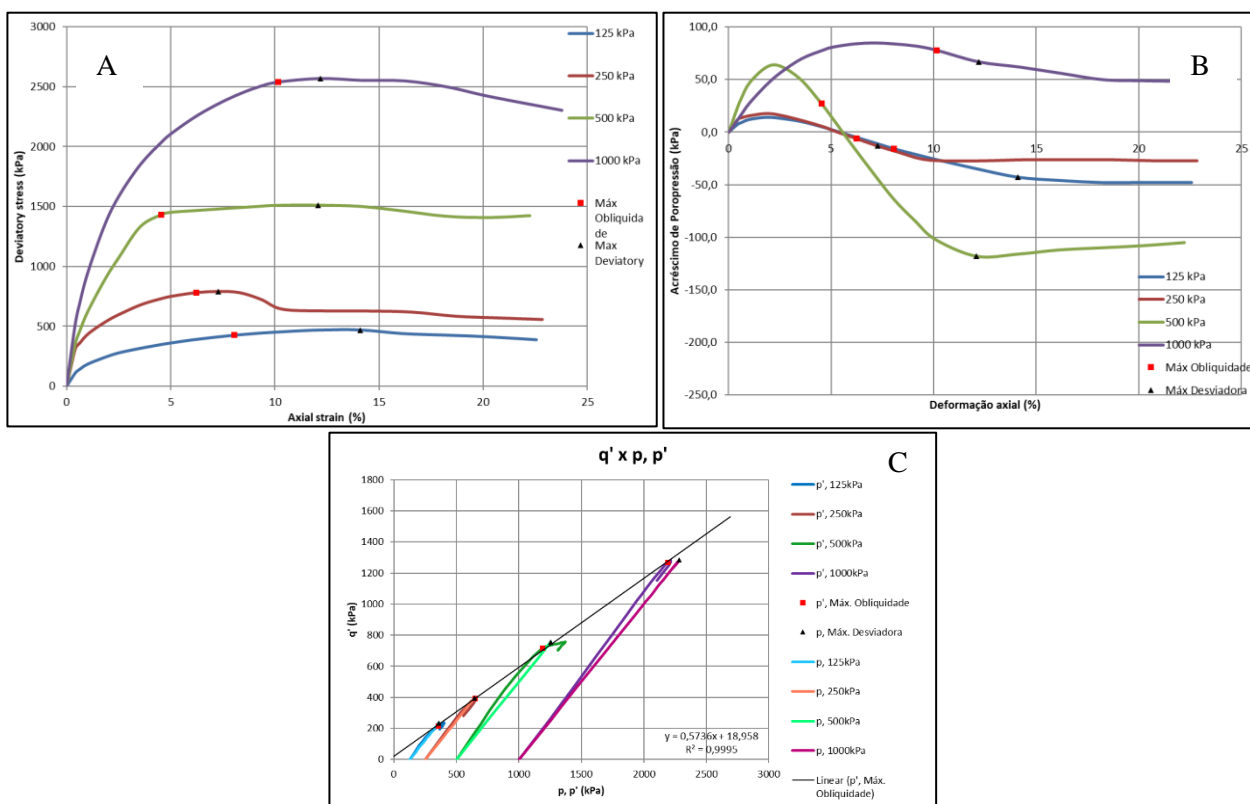 A
3000
2500
2000
1500
1000
500
0
0
5
10
15
20
25
Deviatory stress (kPa)
Axial strain (%)
125 kPa
250 kPa
500 kPa
1000 kPa
Máx
Obliquida
de
Max
Deviatory
B
100,0
50,0
0,0
-50,0
-100,0
-150,0
-200,0
-250,0
0
5
10
15
20
25
Acréscimo de Poropressão (kPa)
Deformação axial (%)
125 kPa
250 kPa
500 kPa
1000 kPa
Máx Obliquidade
Máx Desviadora
q' x p, p'
C
1800
1600
1400
1200
1000
800
600
400
200
0
0
500
1000
1500
2000
2500
3000
q' (kPa)
p, p' (kPa)
y = 0,5736x + 18,958
R² = 0,9995
p', 125kPa
p', 250kPa
p', 500kPa
p', 1000kPa
p', Máx. Obliquidade
p, Máx. Desviadora
p, 125kPa
p, 250kPa
p, 500kPa
p, 1000kPa
Linear (p', Máx.
Obliquidade)